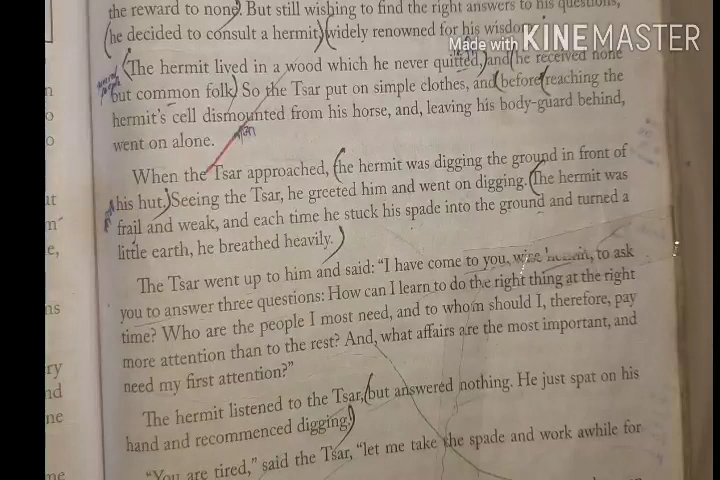 the reward to none. But still wishing to find the right answers to his questions,
he decided to consult a hermit, widely renowned for his wisdom.
Made with KINEMASTER
The hermit lived in a wood which he never quitted, and he received none
but common folk. So the Tsar put on simple clothes, and before reaching the
hermit's cell dismounted from his horse, and, leaving his body-guard behind,
went on alone.
When the Tsar approached, the hermit was digging the ground in front of
his hut. Seeing the Tsar, he greeted him and went on digging. The hermit was
frail and weak, and each time he stuck his spade into the ground and turned a
little earth, he breathed heavily.
The Tsar went up to him and said: "I have come to you, wise hermit, to ask
you to answer three questions: How can I learn to do the right thing at the right
time? Who are the people I most need, and to whom should I, therefore, pay
more attention than to the rest? And, what affairs are the most important, and
need my first attention?"
The hermit listened to the Tsar, but answered nothing. He just spat on his
hand and recommenced digging.
"You are tired," said the Tsar, "let me take the spade and work awhile for
n
o
o
ut
m'
e,
ns
ry
nd
ne
me